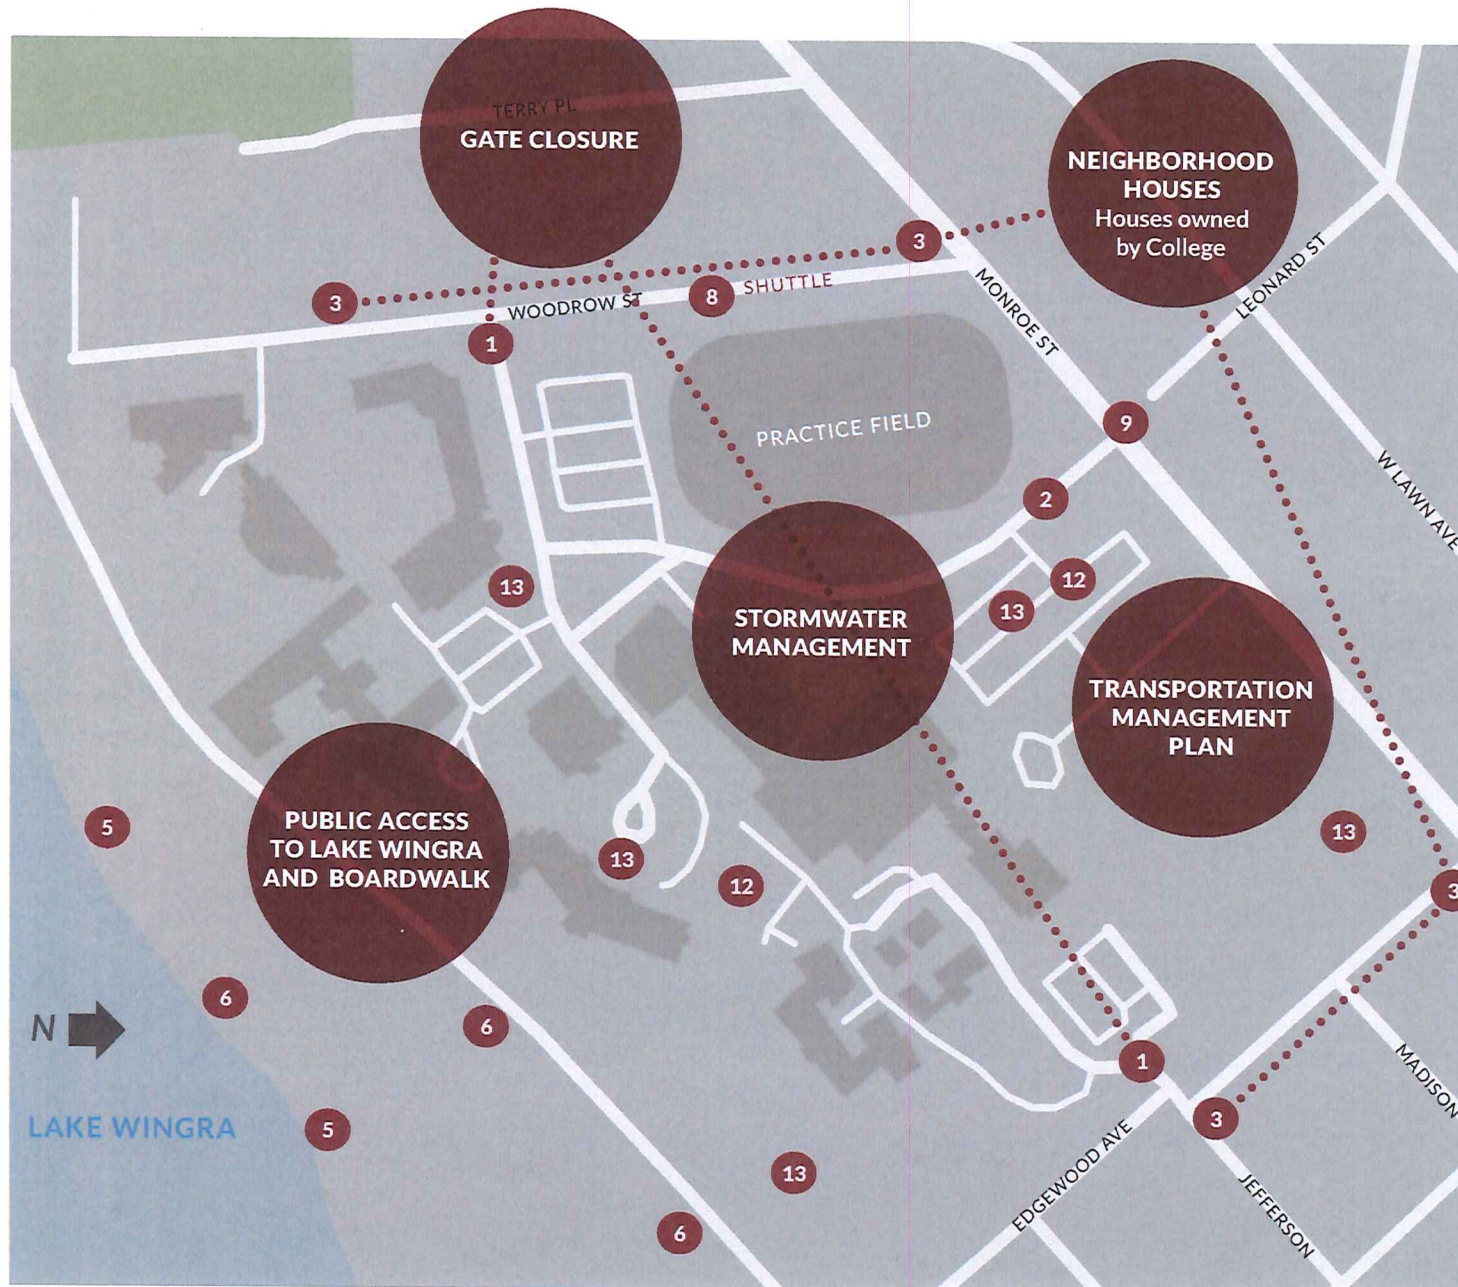 TERRY PL
GATE CLOSURE
NEIGHBORHOOD
HOUSES
Houses owned
by College
3
3
8
SHUTTLE
WOODROW ST
1
MONROE ST
LEONARD ST
PRACTICE FIELD
9
W LAWN AVE
2
13
12
13
STORMWATER
MANAGEMENT
TRANSPORTATION
MANAGEMENT
PLAN
PUBLIC ACCESS
TO LAKE WINGRA
AND BOARDWALK
5
13
13
12
3
6
6
N
1
MADISON
3
LAKE WINGRA
5
EDGEWOOD AVE
13
JEFFERSON
6